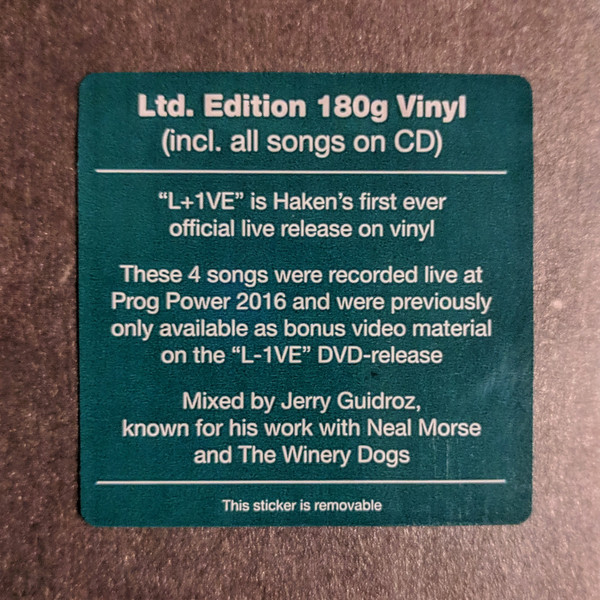 Ltd. Edition 180g Vinyl
(incl. all songs on CD)
“L+1VE” is Haken’s first ever
official live release on vinyl
These 4 songs were recorded live at
Prog Power 2016 and were previously
only available as bonus video material
on the “L-1VE” DVD-release
Mixed by Jerry Guidroz,
known for his work with Neal Morse
and The Winery Dogs
This sticker is removable